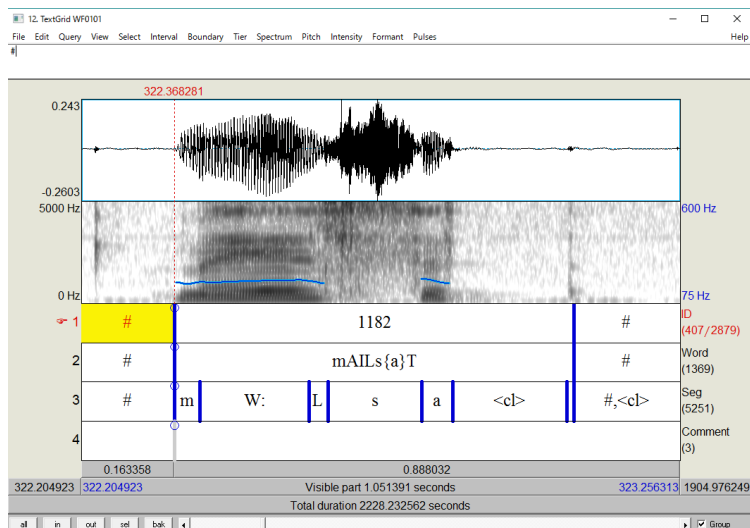 12. TextGrid WF0101
File Edit Query View Select Interval Boundary Tier Spectrum Pitch Intensity Formant Pulses Help
#
322.368281
0.243
-0.2603
5000 Hz 600 Hz
0 Hz 75 Hz
1 # 1182 # ID (407/2879)
2 # mAILs{a}T # Word (1369)
3 # m W: L s a <cl> #,<cl> Seg (5251)
4 Comment (3)
0.163358 0.888032
322.204923 322.204923 Visible part 1.051391 seconds 323.256313 1904.976249
Total duration 2228.232562 seconds
all in out sel bak Group